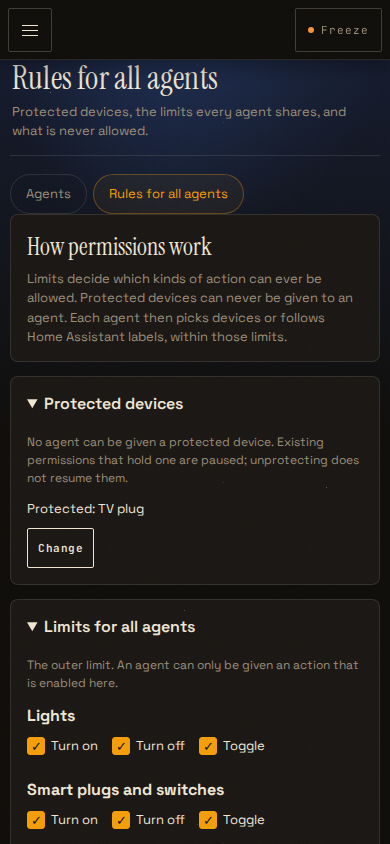 Freeze
Rules for all agents
Protected devices, the limits every agent shares, and
what is never allowed.
Agents
Rules for all agents
How permissions work
Limits decide which kinds of action can ever be
allowed. Protected devices can never be given to an
agent. Each agent then picks devices or follows
Home Assistant labels, within those limits.
▼ Protected devices
No agent can be given a protected device. Existing
permissions that hold one are paused; unprotecting does
not resume them.
Protected: TV plug
Change
▼ Limits for all agents
The outer limit. An agent can only be given an action that
is enabled here.
Lights
✓ Turn on ✓ Turn off ✓ Toggle
Smart plugs and switches
✓ Turn on ✓ Turn off ✓ Toggle